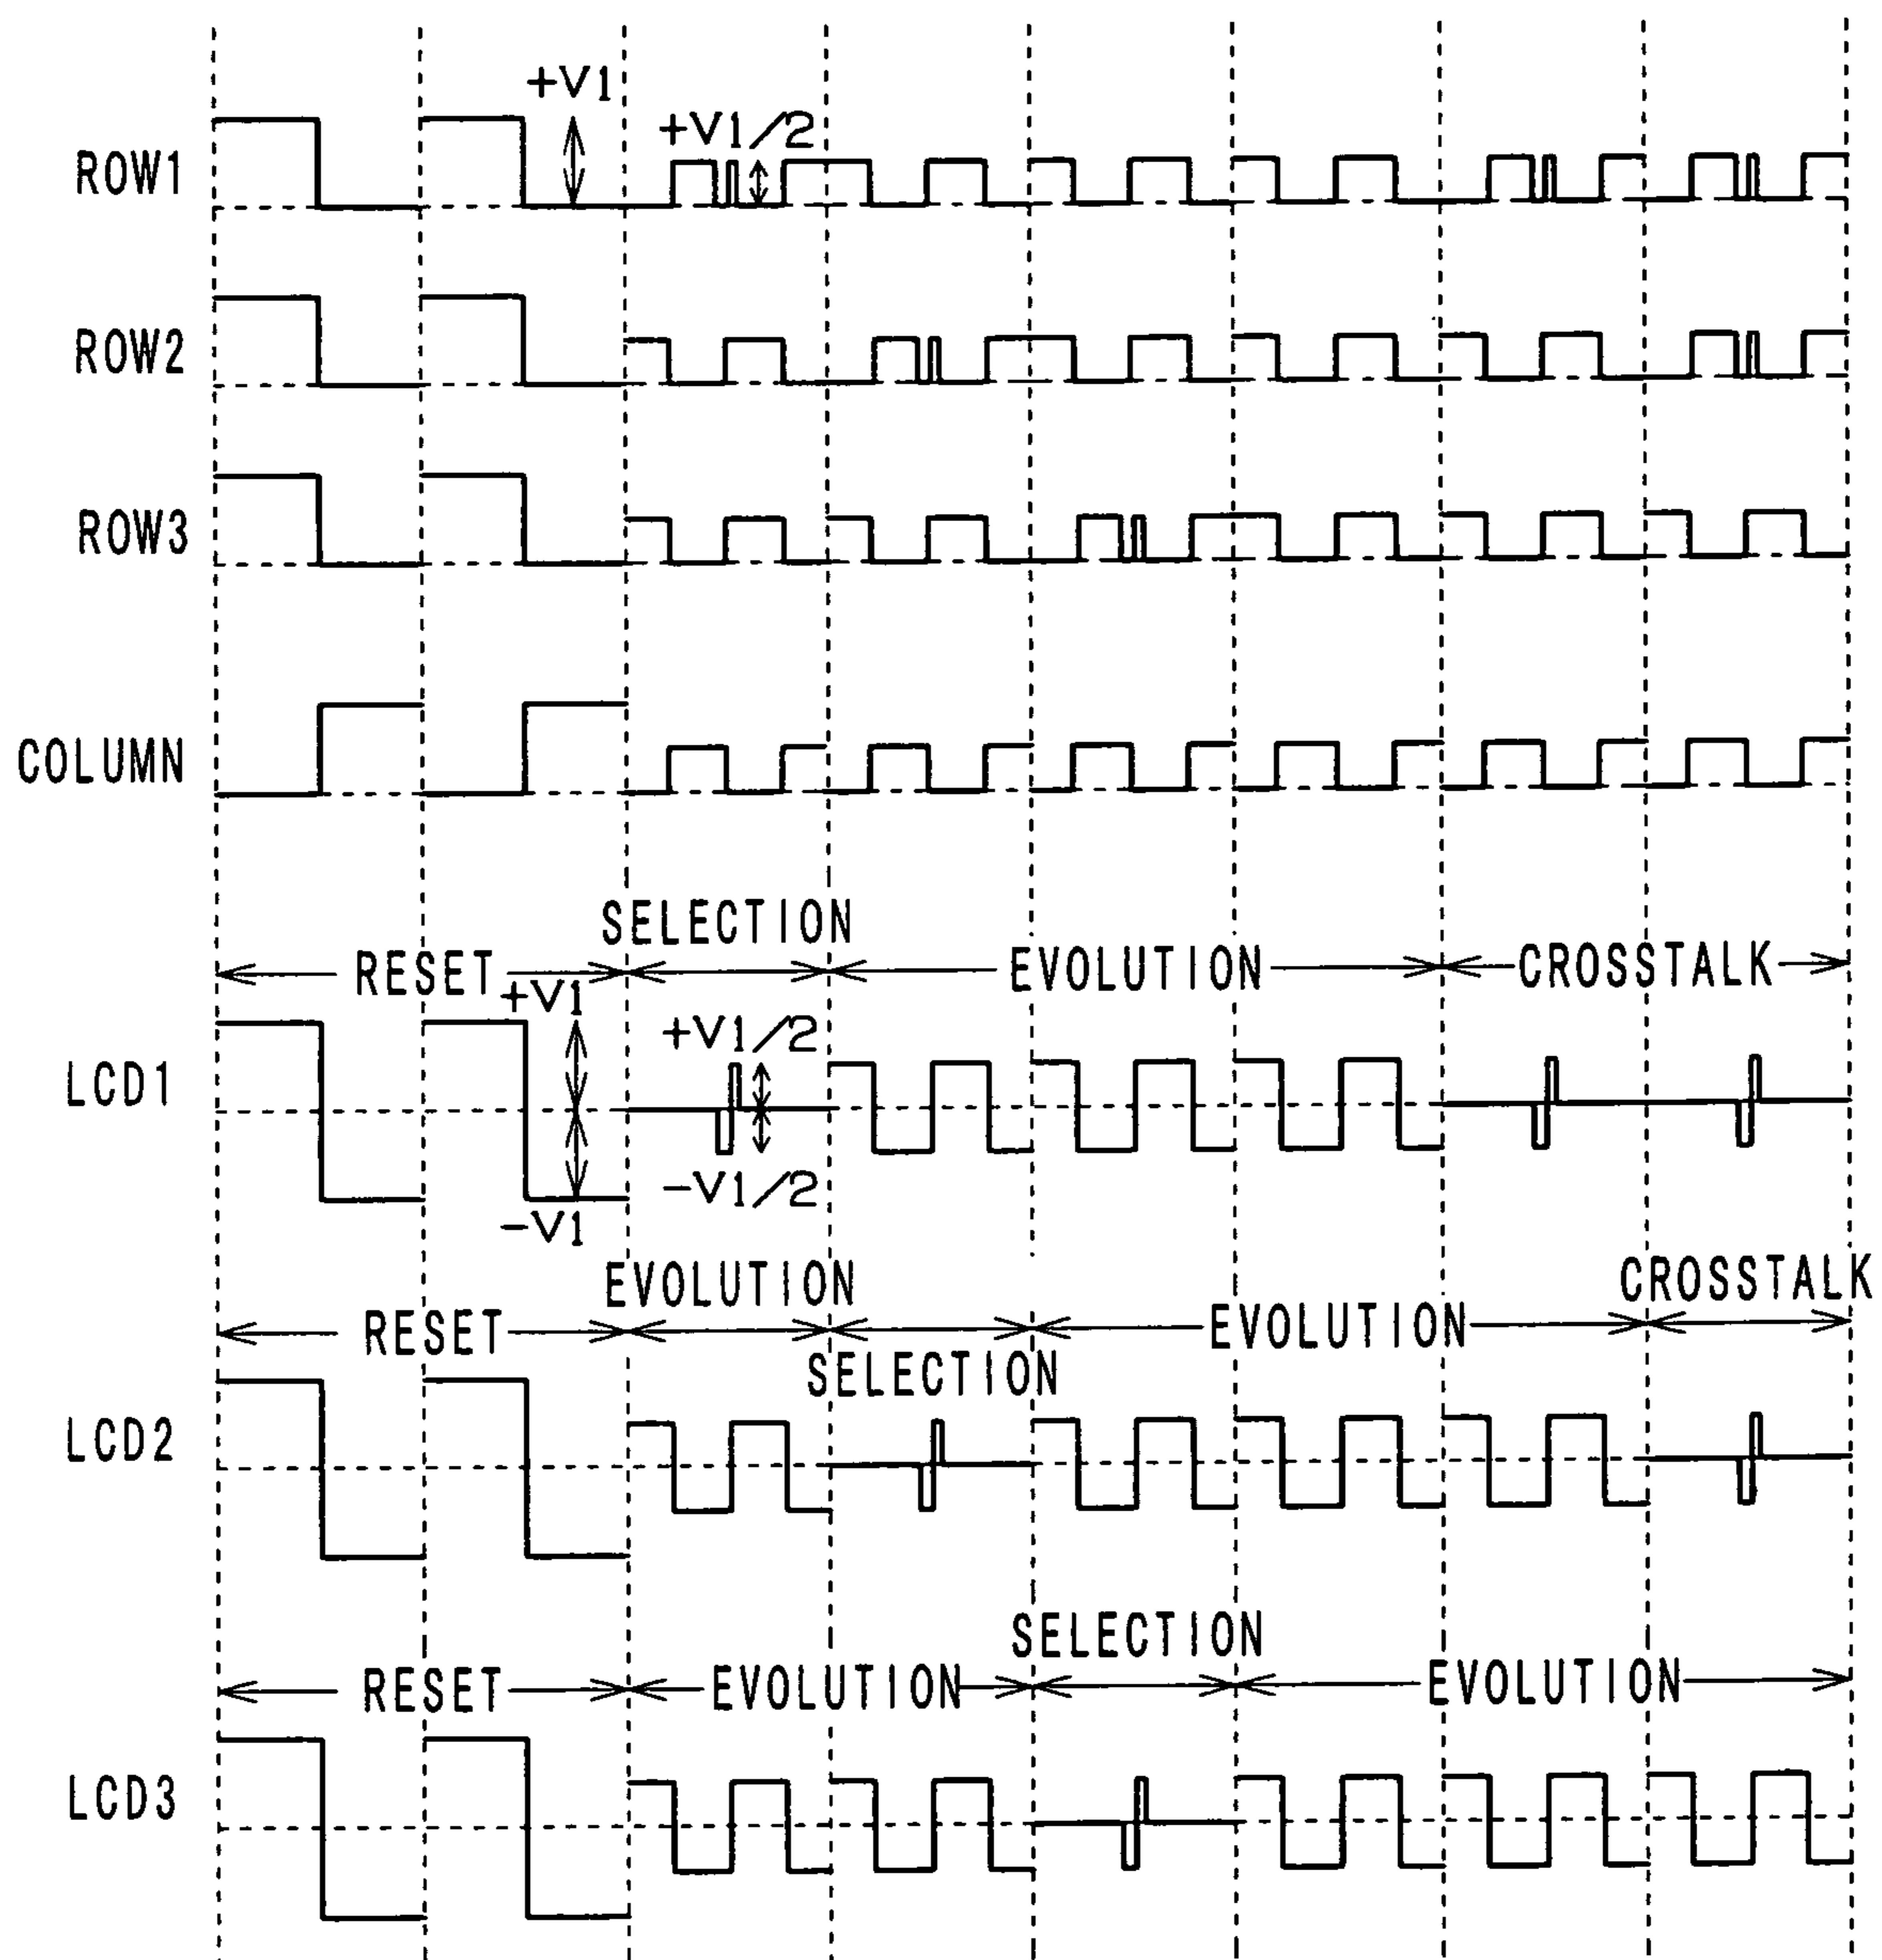 +V1
+V1/2
ROW1
ROW2
ROW3
COLUMN
SELECTION
RESET
EVOLUTION
CROSSTALK
+V1
+V1/2
LCD1
-V1/2
-V1
EVOLUTION
CROSSTALK
RESET
EVOLUTION
SELECTION
LCD2
SELECTION
RESET
EVOLUTION
EVOLUTION
LCD3